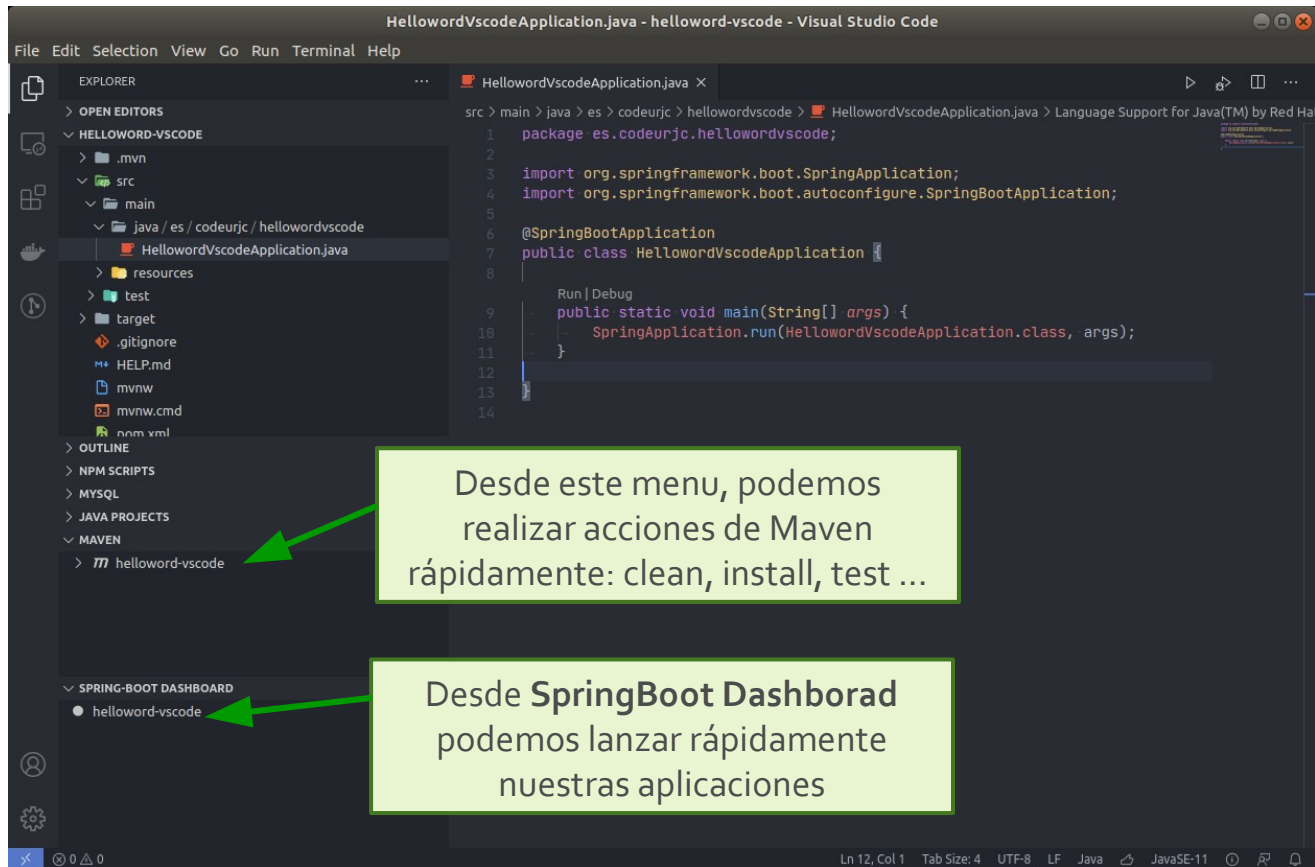 HellowordVscodeApplication.java - helloword-vscode - Visual Studio Code
File Edit Selection View Go Run Terminal Help
EXPLORER
OPEN EDITORS
HELLOWORD-VSCODE
.mvn
src
main
java / es / codeurjc / hellowordvscode
HellowordVscodeApplication.java
resources
test
target
.gitignore
HELP.md
mvnw
mvnw.cmd
pom.xml
OUTLINE
NPM SCRIPTS
MYSQL
JAVA PROJECTS
MAVEN
helloword-vscode
SPRING-BOOT DASHBOARD
helloword-vscode
HellowordVscodeApplication.java
src > main > java > es > codeurjc > hellowordvscode > HellowordVscodeApplication.java > Language Support for Java(TM) by Red Ha
1 package es.codeurjc.hellowordvscode;
2
3 import org.springframework.boot.SpringApplication;
4 import org.springframework.boot.autoconfigure.SpringBootApplication;
5
6 @SpringBootApplication
7 public class HellowordVscodeApplication {
8
Run | Debug
9 public static void main(String[] args) {
10 SpringApplication.run(HellowordVscodeApplication.class, args);
11 }
12
13 }
14
Desde este menu, podemos
realizar acciones de Maven
rápidamente: clean, install, test ...
Desde SpringBoot Dashborad
podemos lanzar rápidamente
nuestras aplicaciones
0 0
Ln 12, Col 1 Tab Size: 4 UTF-8 LF Java JavaSE-11